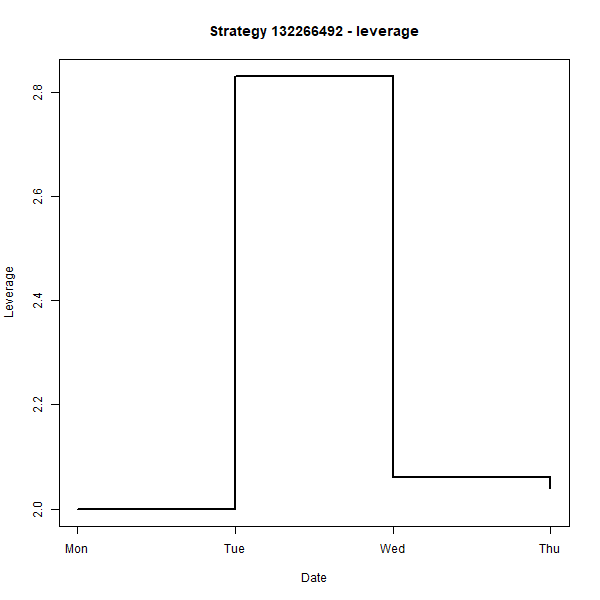 Strategy 132266492 - leverage
Leverage
2.8
2.6
2.4
2.2
2.0
Mon Tue Wed Thu
Date